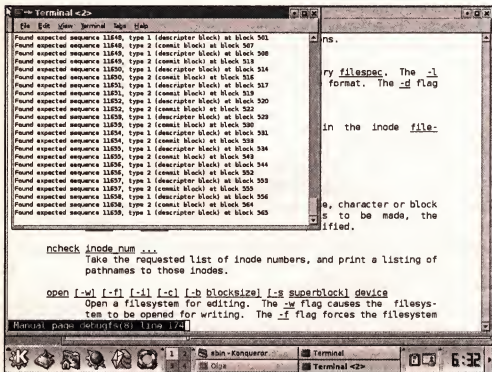 Terminal <2>
File Edit View Terminal Tabs Help
Found expected sequence 11648, type 1 (descriptor block) at block 501
Found expected sequence 11648, type 2 (commit block) at block 507
Found expected sequence 11649, type 1 (descriptor block) at block 508
Found expected sequence 11649, type 2 (commit block) at block 513
Found expected sequence 11650, type 1 (descriptor block) at block 514
Found expected sequence 11650, type 2 (commit block) at block 516
Found expected sequence 11651, type 1 (descriptor block) at block 517
Found expected sequence 11651, type 2 (commit block) at block 519
Found expected sequence 11652, type 1 (descriptor block) at block 520
Found expected sequence 11652, type 2 (commit block) at block 522
Found expected sequence 11653, type 1 (descriptor block) at block 523
Found expected sequence 11653, type 2 (commit block) at block 530
Found expected sequence 11654, type 1 (descriptor block) at block 531
Found expected sequence 11654, type 2 (commit block) at block 533
Found expected sequence 11655, type 1 (descriptor block) at block 534
Found expected sequence 11655, type 2 (commit block) at block 543
Found expected sequence 11656, type 1 (descriptor block) at block 544
Found expected sequence 11656, type 2 (commit block) at block 552
Found expected sequence 11657, type 1 (descriptor block) at block 553
Found expected sequence 11657, type 2 (commit block) at block 555
Found expected sequence 11658, type 1 (descriptor block) at block 556
Found expected sequence 11658, type 2 (commit block) at block 564
Found expected sequence 11659, type 1 (descriptor block) at block 565
ns.
ry filespec. The -l
format. The -d flag
in the inode file-
e, character or block
s to be made, the
ified.
ncheck inode_num ...
Take the requested list of inode numbers, and print a listing of
pathnames to those inodes.
open [-w] [-f] [-i] [-c] [-b blocksize] [-s superblock] device
Open a filesystem for editing. The -w flag causes the filesys-
tem to be opened for writing. The -f flag forces the filesystem
Manual page debugfs(8) line 174
1 2
3 4
sbin - Konqueror
Olga
Terminal
Terminal <2>
6:32